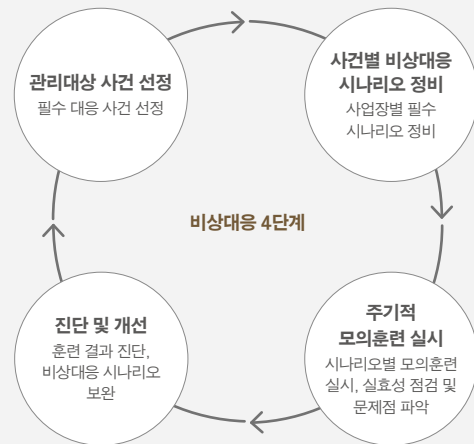 관리대상 사건 선정
필수 대응 사건 선정
사건별 비상대응
시나리오 정비
사업장별 필수
시나리오 정비
비상대응 4단계
진단 및 개선
훈련 결과 진단,
비상대응 시나리오
보완
주기적
모의훈련 실시
시나리오별 모의훈련
실시, 실효성 점검 및
문제점 파악